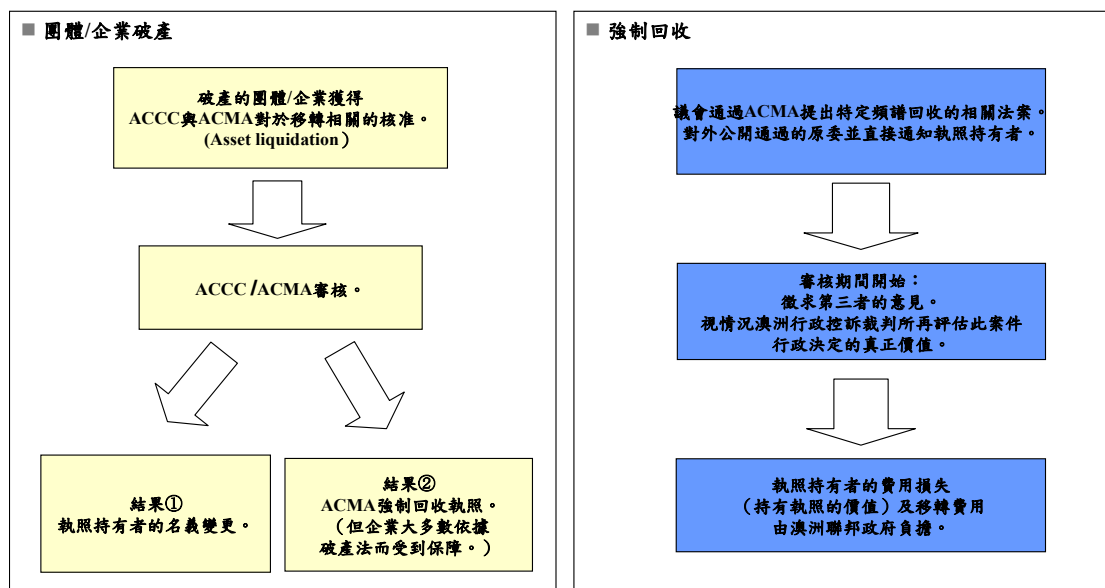 ■ 團體/企業破產
破產的團體/企業獲得
ACCC與ACMA對於移轉相關的核准。
(Asset liquidation）
ACCC /ACMA審核。
結果①
執照持有者的名義變更。
結果②
ACMA強制回收執照。
（但企業大多數依據
破產法而受到保障。）
■ 強制回收
議會通過ACMA提出特定頻譜回收的相關法案。
對外公開通過的原委並直接通知執照持有者。
審核期間開始：
徵求第三者的意見。
視情況澳洲行政控訴裁判所再評估此案件
行政決定的真正價值。
執照持有者的費用損失
（持有執照的價值）及移轉費用
由澳洲聯邦政府負擔。